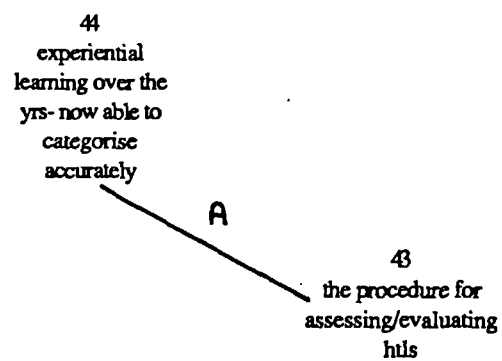 44
experiential
learning over the
yrs- now able to
categorise
accurately
A
43
the procedure for
assessing/evaluating
htls